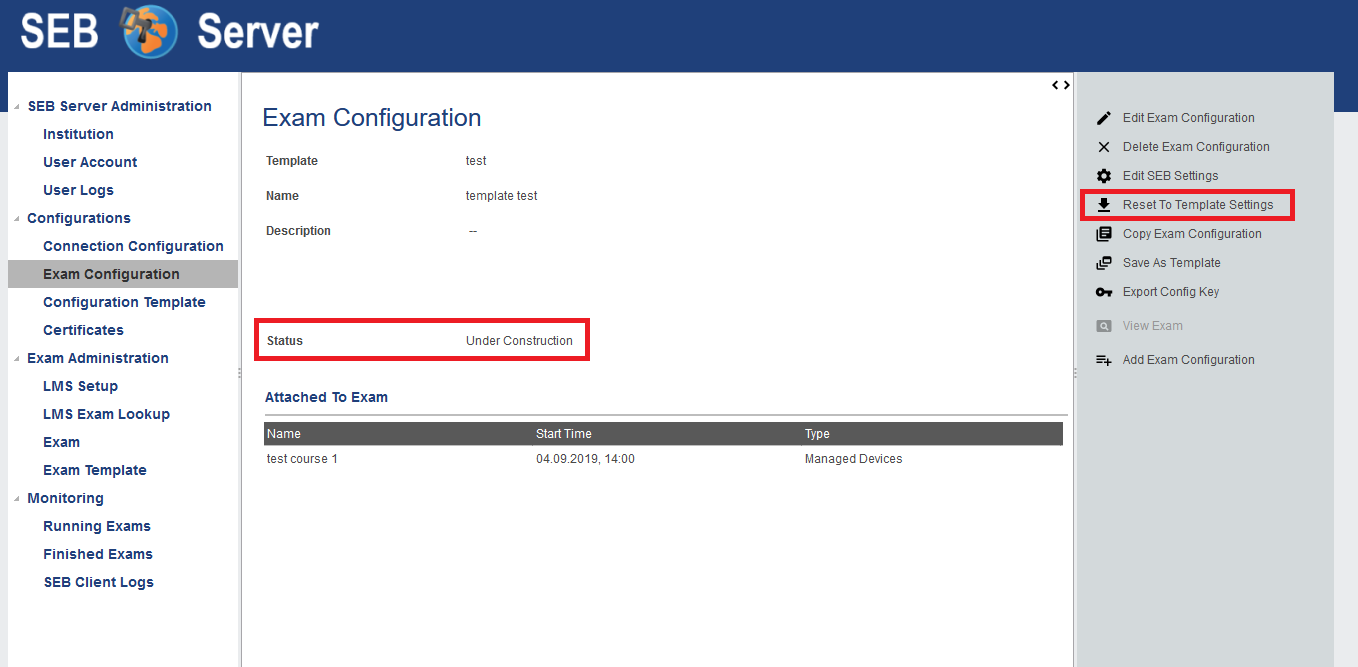 SEB Server
SEB Server Administration
Institution
User Account
User Logs
Configurations
Connection Configuration
Exam Configuration
Configuration Template
Certificates
Exam Administration
LMS Setup
LMS Exam Lookup
Exam
Exam Template
Monitoring
Running Exams
Finished Exams
SEB Client Logs
Exam Configuration
Template test
Name template test
Description --
Status Under Construction
Attached To Exam
Name Start Time Type
test course 1 04.09.2019, 14:00 Managed Devices
Edit Exam Configuration
Delete Exam Configuration
Edit SEB Settings
Reset To Template Settings
Copy Exam Configuration
Save As Template
Export Config Key
View Exam
Add Exam Configuration